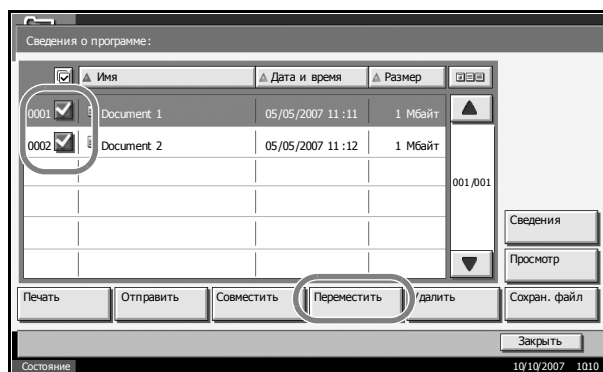 Сведения о программе:
Имя Дата и время Размер
0001 Document 1 05/05/2007 11:11 1 Мбайт
0002 Document 2 05/05/2007 11:12 1 Мбайт
001/001
Сведения
Просмотр
Печать Отправить Совместить Переместить Удалить Сохран. файл
Закрыть
Состояние 10/10/2007 10:10